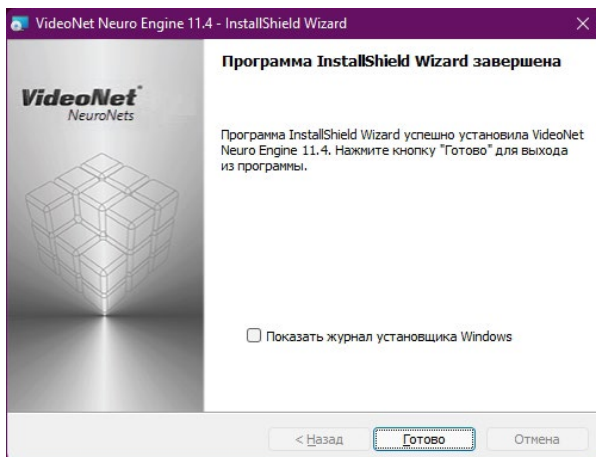 VideoNet Neuro Engine 11.4 - InstallShield Wizard
Программа InstallShield Wizard завершена
VideoNet
NeuroNets
Программа InstallShield Wizard успешно установила VideoNet
Neuro Engine 11.4. Нажмите кнопку "Готово" для выхода
из программы.
Показать журнал установщика Windows
< Назад Готово Отмена